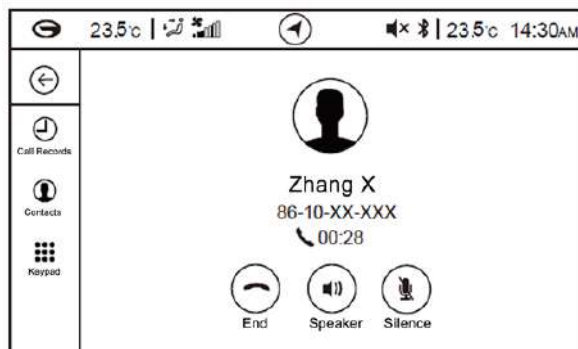 23.5°c | 23.5°c 14:30AM
Call Records
Contacts
Keypad
Zhang X
86-10-XX-XXX
00:28
End Speaker Silence